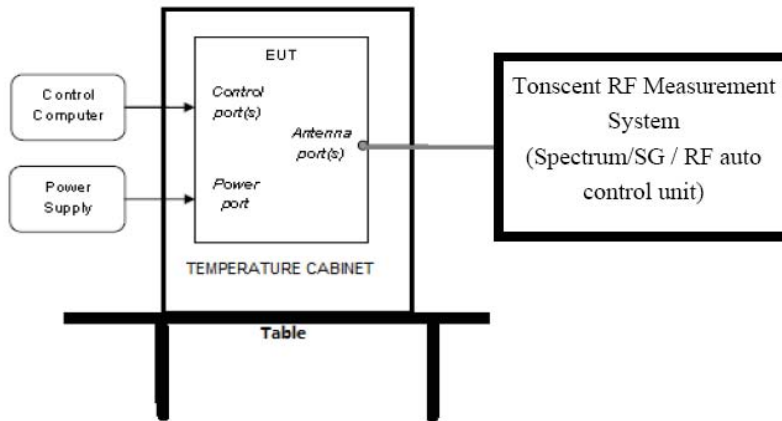 EUT
Control
Computer
Control
port(s)
Antenna
port(s)
Power
Supply
Power
port
TEMPERATURE CABINET
Table
Tonscent RF Measurement
System
(Spectrum/SG / RF auto
control unit)